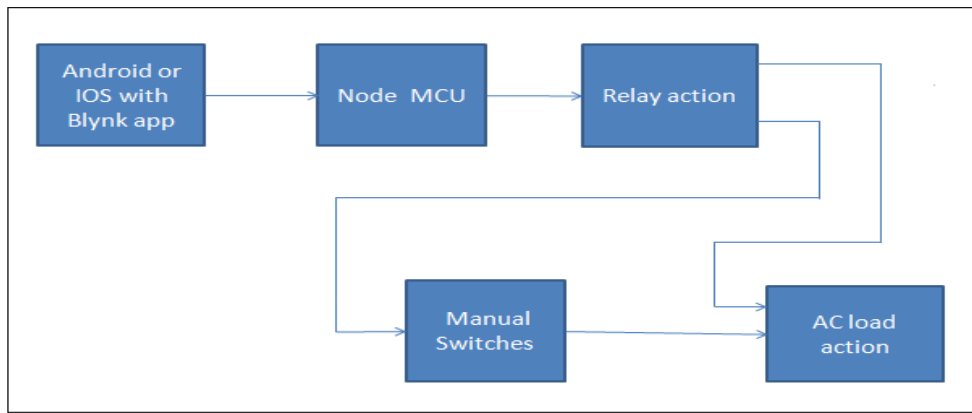 Android or
IOS with
Blynk app
Node MCU
Relay action
Manual
Switches
AC load
action